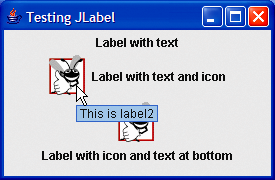 Testing JLabel
Label with text
Label with text and icon
This is label2
Label with icon and text at bottom